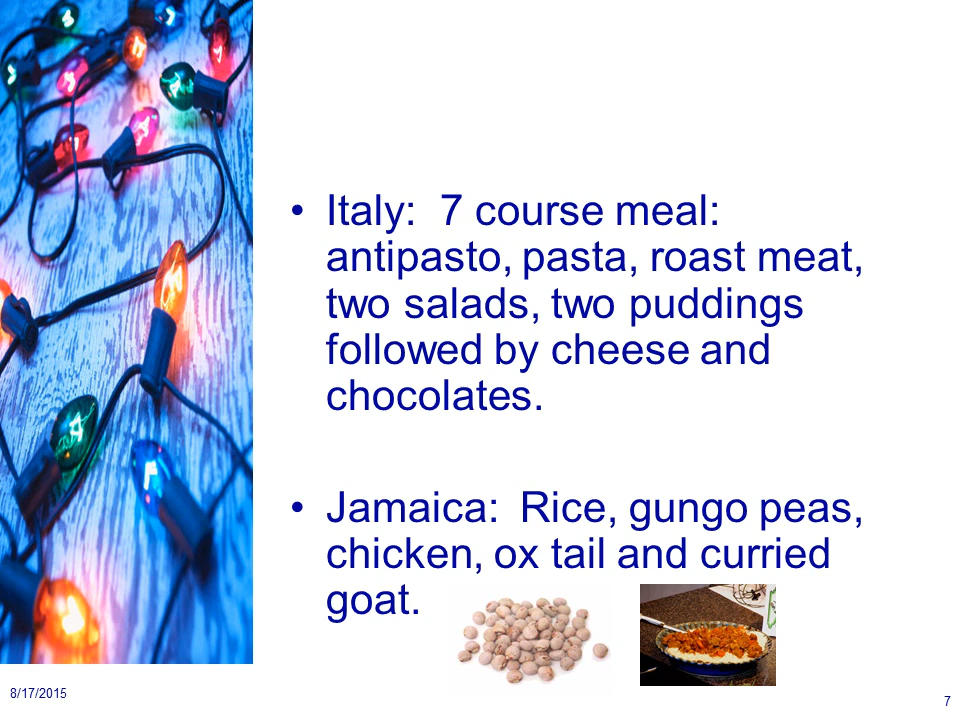 • Italy:  7 course meal:
antipasto, pasta, roast meat,
two salads, two puddings
followed by cheese and
chocolates.
• Jamaica:  Rice, gungo peas,
chicken, ox tail and curried
goat.
8/17/2015
7